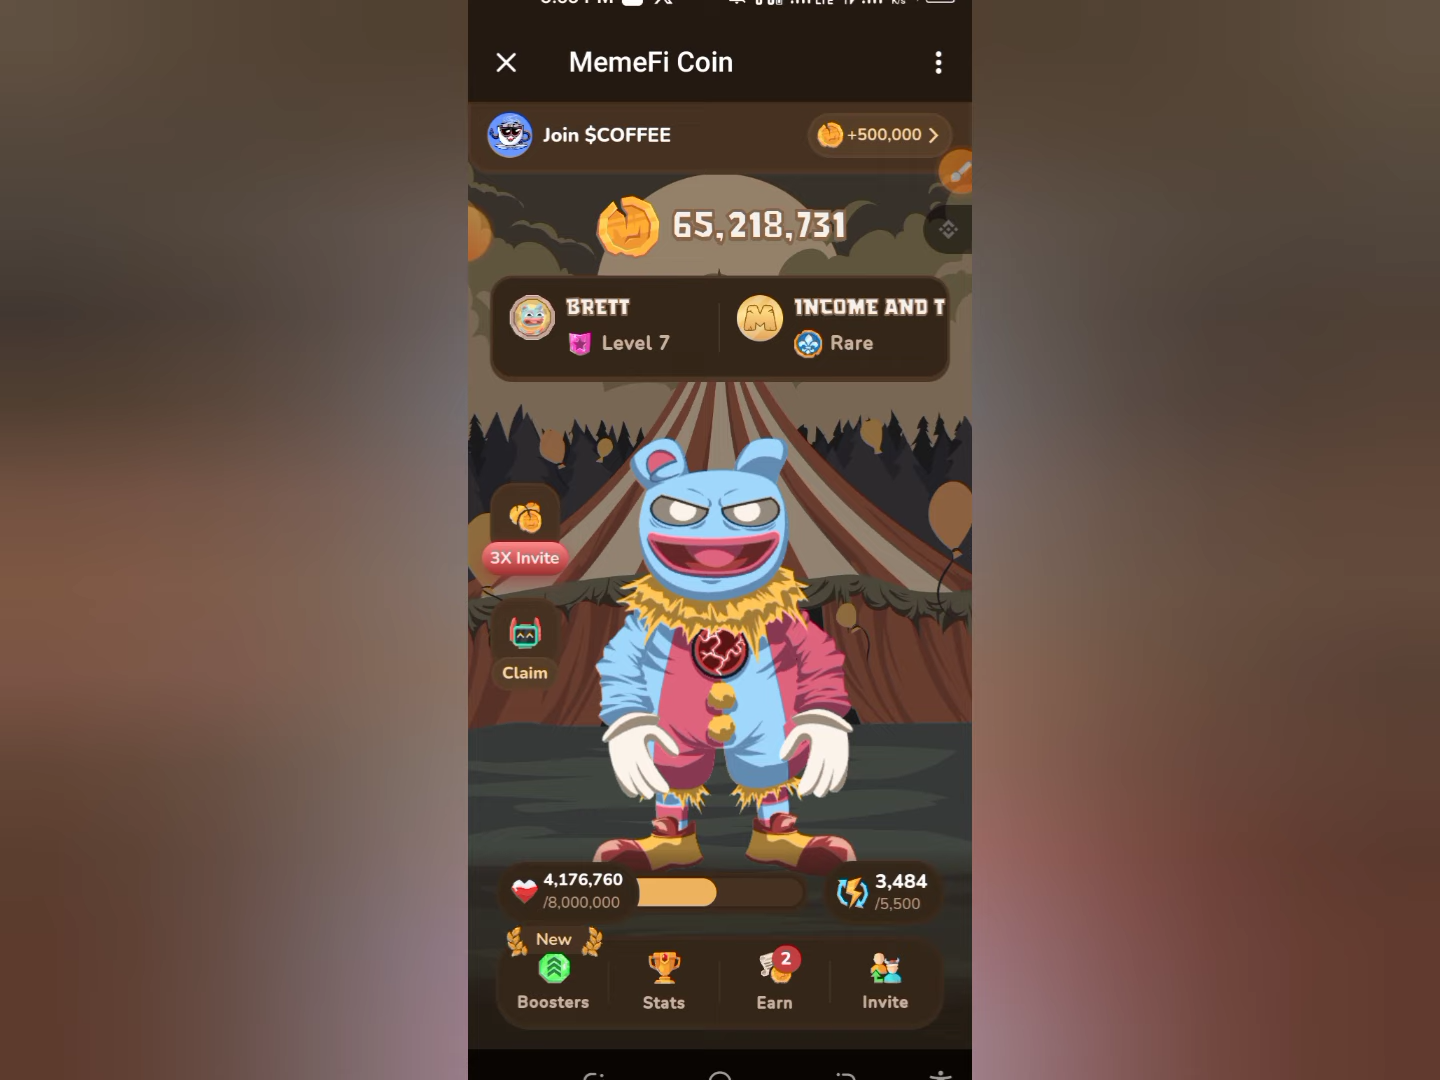 MemeFi Coin
Join $COFFEE
+500,000
65,218,731
BRETT
Level 7
INCOME AND T
Rare
3X Invite
Claim
4,176,760
/8,000,000
3,484
/5,500
New
Boosters
Stats
2
Earn
Invite